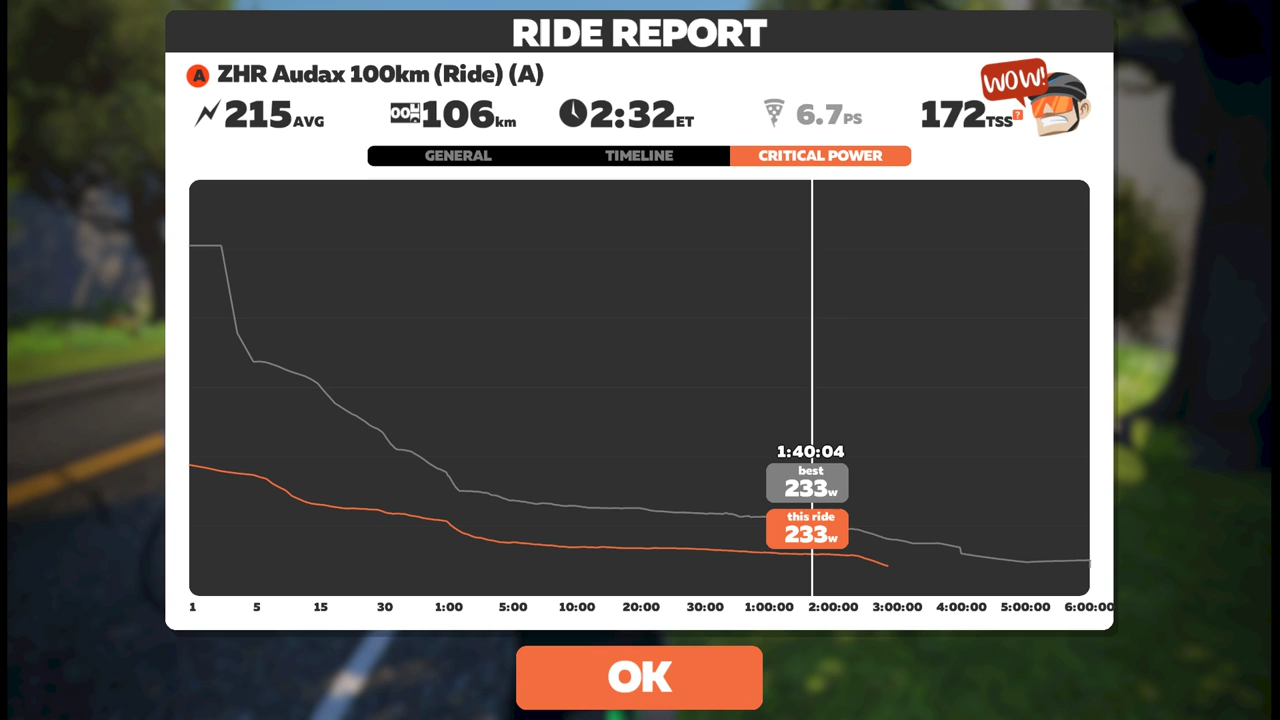 RIDE REPORT
A ZHR Audax 100km (Ride) (A)
WOW!
215AVG 106km 2:32ET 6.7PS 172TSS?
GENERAL TIMELINE CRITICAL POWER
1:40:04
best
233w
this ride
233w
1 5 15 30 1:00 5:00 10:00 20:00 30:00 1:00:00 2:00:00 3:00:00 4:00:00 5:00:00 6:00:00
OK